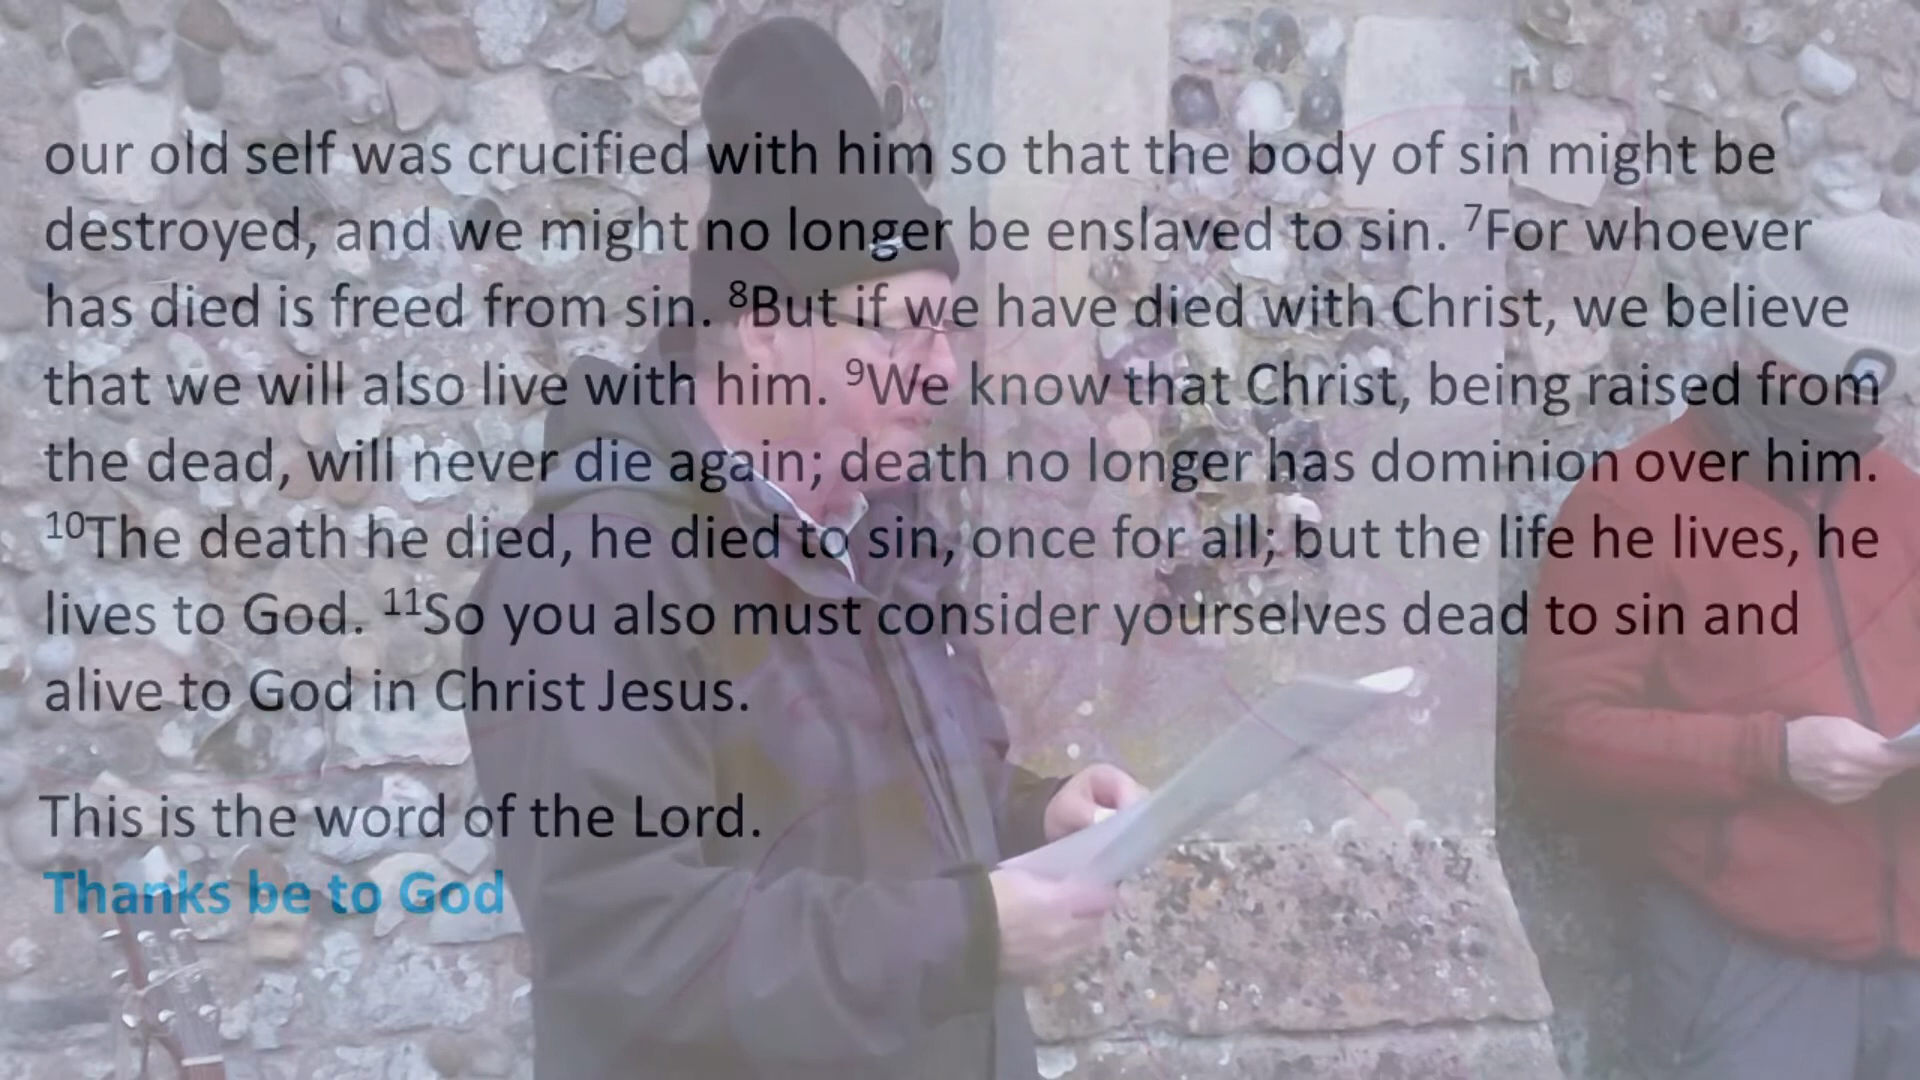 our old self was crucified with him so that the body of sin might be
destroyed, and we might no longer be enslaved to sin. ⁷For whoever
has died is freed from sin. ⁸But if we have died with Christ, we believe
that we will also live with him. ⁹We know that Christ, being raised from
the dead, will never die again; death no longer has dominion over him.
¹⁰The death he died, he died to sin, once for all; but the life he lives, he
lives to God. ¹¹So you also must consider yourselves dead to sin and
alive to God in Christ Jesus.
This is the word of the Lord.
Thanks be to God